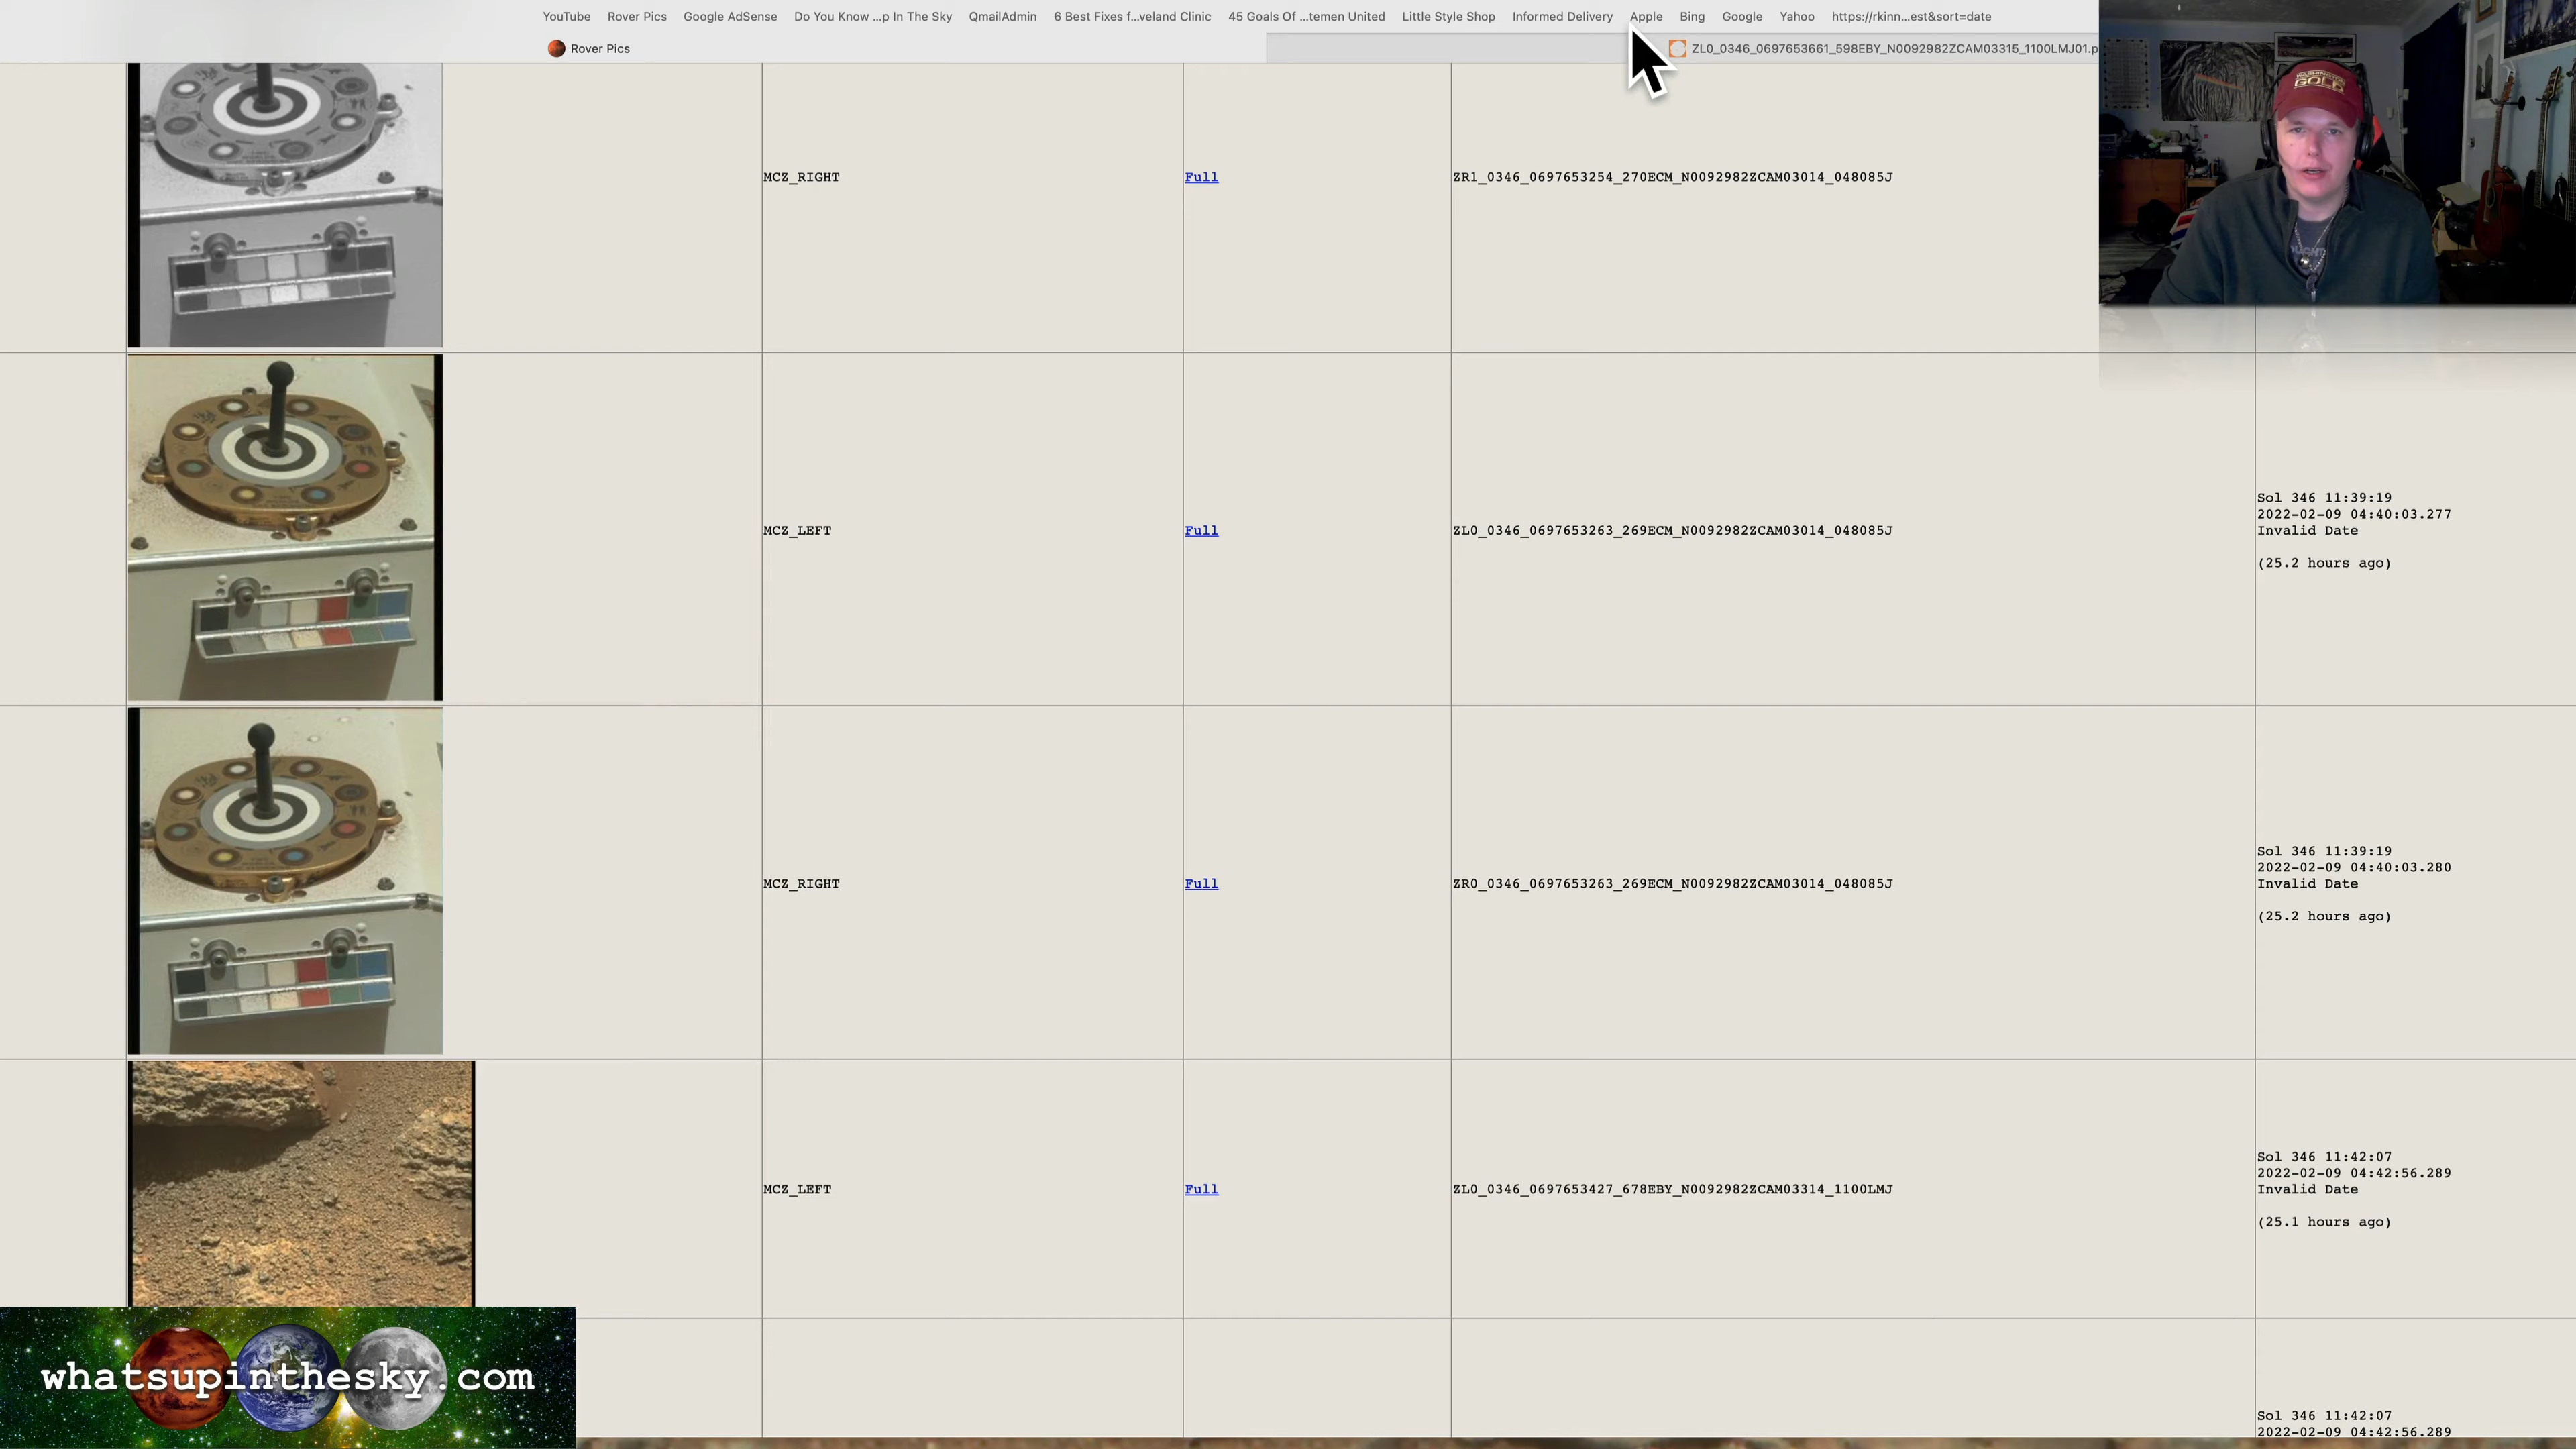 YouTube Rover Pics Google AdSense Do You Know ...p In The Sky QmailAdmin 6 Best Fixes f...veland Clinic 45 Goals Of ...temen United Little Style Shop Informed Delivery Apple Bing Google Yahoo https://rkinn...est&sort=date
Rover Pics ZL0_0346_0697653661_598EBY_N0092982ZCAM03315_1100LMJ01.p
GOLF
MCZ_RIGHT Full ZR1_0346_0697653254_270ECM_N0092982ZCAM03014_048085J
MCZ_LEFT Full ZL0_0346_0697653263_269ECM_N0092982ZCAM03014_048085J
Sol 346 11:39:19
2022-02-09 04:40:03.277
Invalid Date
(25.2 hours ago)
MCZ_RIGHT Full ZR0_0346_0697653263_269ECM_N0092982ZCAM03014_048085J
Sol 346 11:39:19
2022-02-09 04:40:03.280
Invalid Date
(25.2 hours ago)
MCZ_LEFT Full ZL0_0346_0697653427_678EBY_N0092982ZCAM03314_1100LMJ
Sol 346 11:42:07
2022-02-09 04:42:56.289
Invalid Date
(25.1 hours ago)
Sol 346 11:42:07
2022-02-09 04:42:56.289
whatsupinthesky.com